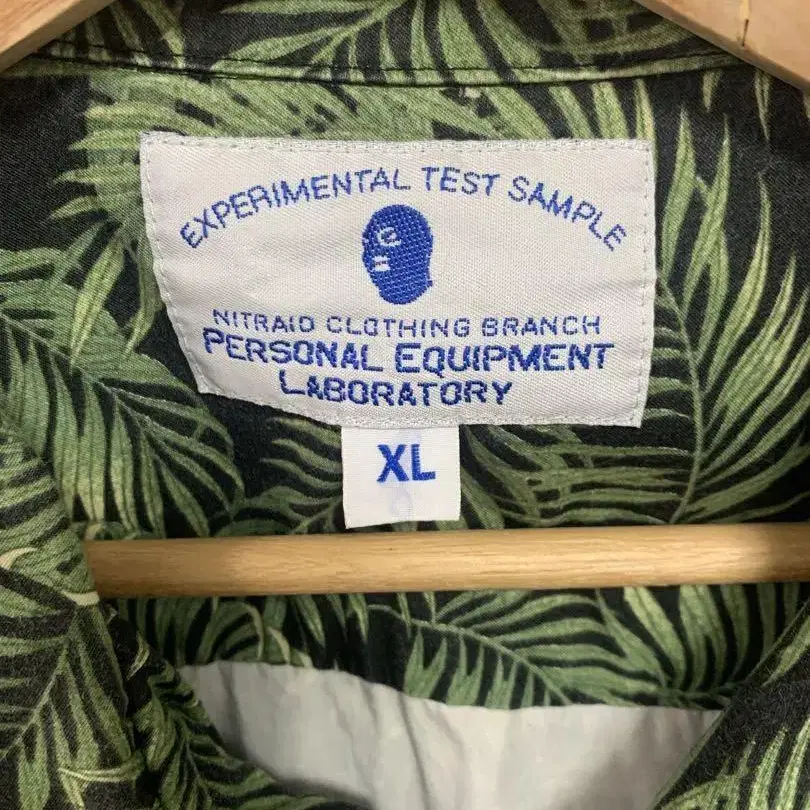 EXPERIMENTAL TEST SAMPLE
NITRAID CLOTHING BRANCH
PERSONAL EQUIPMENT
LABORATORY
XL